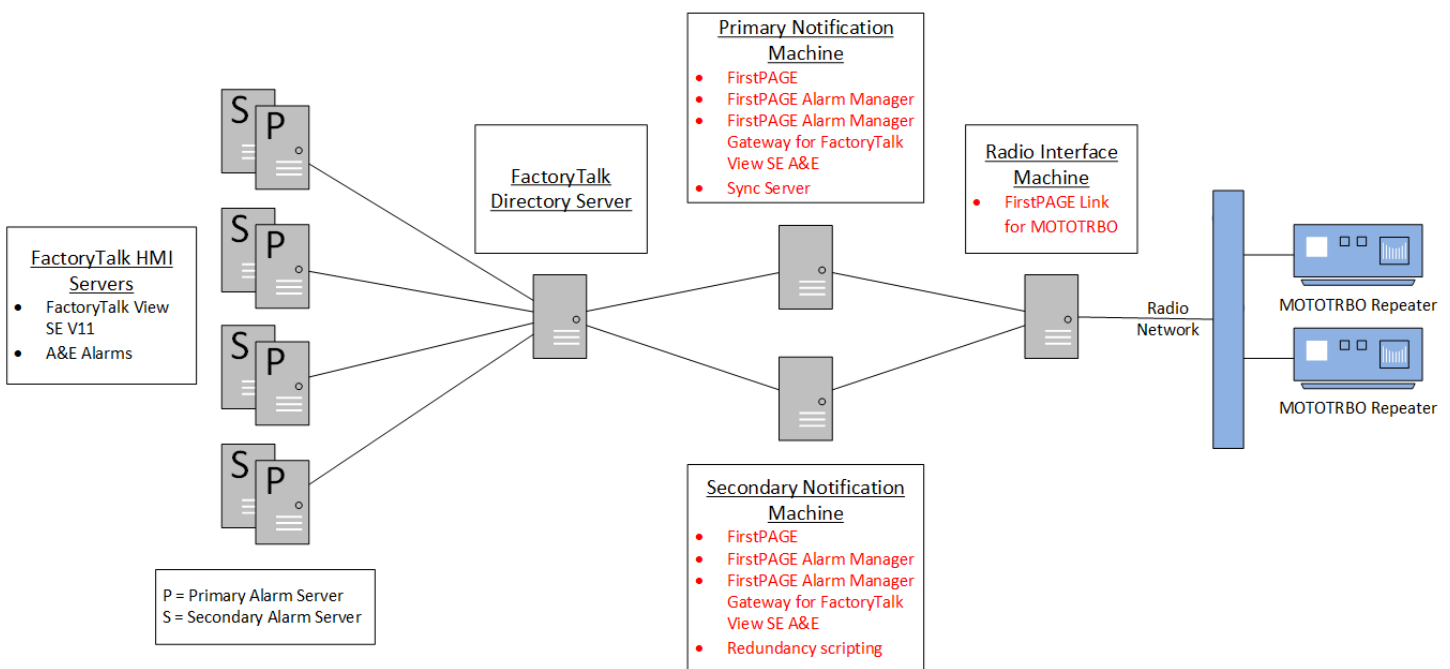 Primary Notification
Machine
• FirstPAGE
• FirstPAGE Alarm Manager
• FirstPAGE Alarm Manager
Gateway for FactoryTalk
View SE A&E
• Sync Server
S
P
FactoryTalk
Directory Server
Radio Interface
Machine
• FirstPAGE Link
for MOTOTRBO
S
P
FactoryTalk HMI
Servers
• FactoryTalk View
SE V11
• A&E Alarms
Radio
Network
MOTOTRBO Repeater
S
P
MOTOTRBO Repeater
S
P
Secondary Notification
Machine
• FirstPAGE
• FirstPAGE Alarm Manager
• FirstPAGE Alarm Manager
Gateway for FactoryTalk
View SE A&E
• Redundancy scripting
P = Primary Alarm Server
S = Secondary Alarm Server